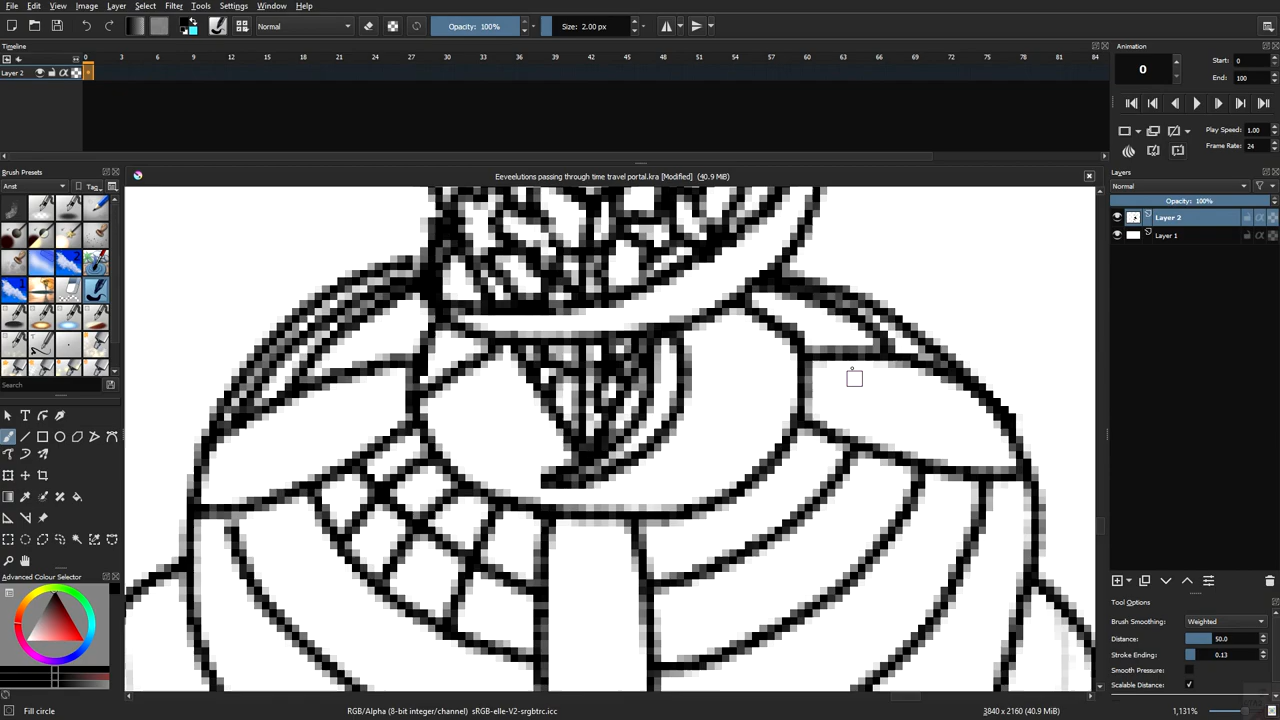 File Edit View Image Layer Select Filter Tools Settings Window Help
Normal Opacity: 100% Size: 2.00 px
Timeline
0 3 6 9 12 15 18 21 24 27 30 33 36 39 42 45 48 51 54 57 60 63 66 69 72 75 78 81 84
Layer 2
Animation
0 Start: 0
End: 100
Play Speed: 1.00
Frame Rate: 24
Brush Presets
Tag
Search
Advanced Colour Selector
Eeveelutions passing through time travel portal.kra [Modified] (40.9 MiB)
Layers
Normal
Opacity: 100%
Layer 2
Layer 1
Tool Options
Brush Smoothing: Weighted
Distance: 50.0
Stroke Ending: 0.13
Smooth Pressure:
Scalable Distance:
Fill circle RGB/Alpha (8-bit integer/channel) sRGB-elle-V2-srgbtrc.icc 3840 x 2160 (40.9 MiB) 1,131%